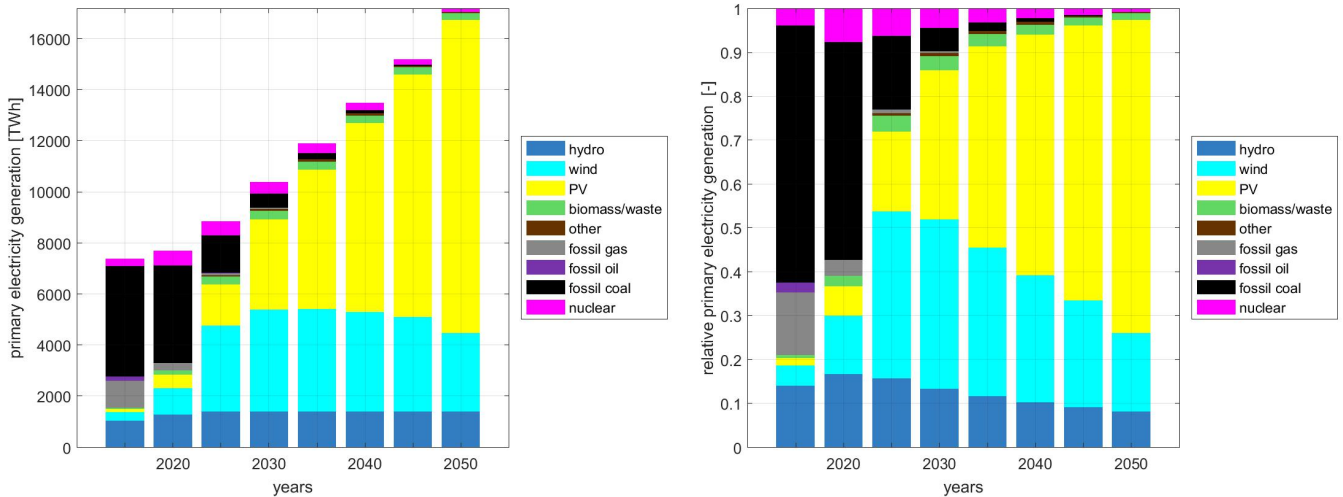 primary electricity generation [TWh]
16000
14000
12000
10000
8000
6000
4000
2000
0
2020
2030
2040
2050
years
hydro
wind
PV
biomass/waste
other
fossil gas
fossil oil
fossil coal
nuclear
relative primary electricity generation [-]
1
0.9
0.8
0.7
0.6
0.5
0.4
0.3
0.2
0.1
0
2020
2030
2040
2050
years
hydro
wind
PV
biomass/waste
other
fossil gas
fossil oil
fossil coal
nuclear